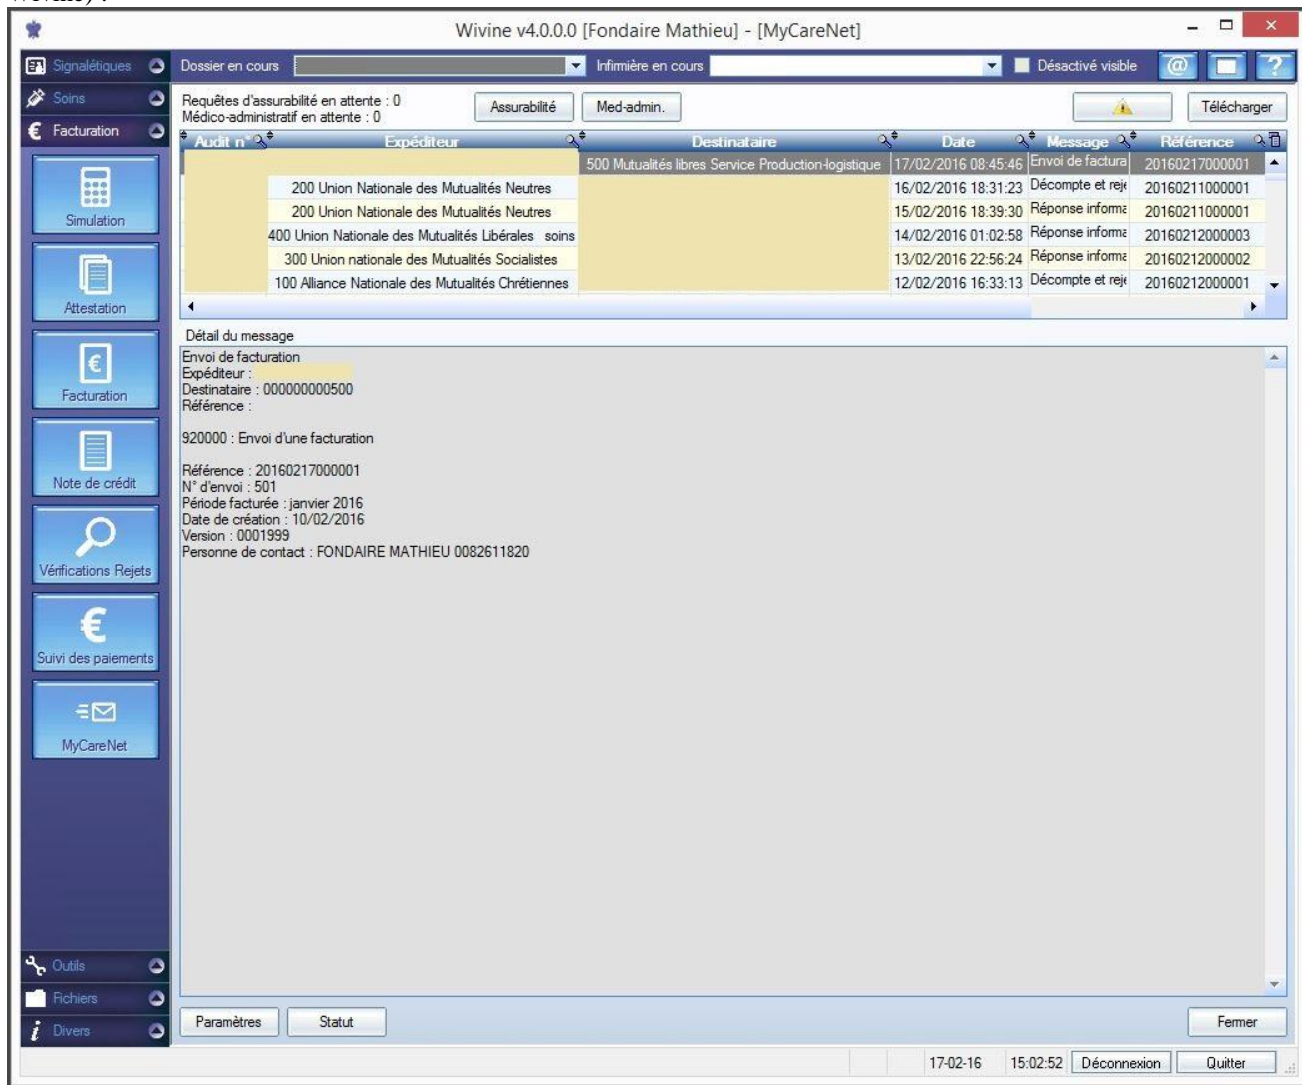 Wivine v4.0.0.0 [Fondaire Mathieu] - [MyCareNet]
Signalétiques
Dossier en cours
Infirmière en cours
Désactivé visible
Soins
Facturation
Requêtes d'assurabilité en attente : 0
Médico-administratif en attente : 0
Assurabilité
Med-admin.
Télécharger
Audit n° Expéditeur Destinataire Date Message Référence
500 Mutualités libres Service Production-logistique 17/02/2016 08:45:46 Envoi de factura 20160217000001
200 Union Nationale des Mutualités Neutres 16/02/2016 18:31:23 Décompte et reje 20160211000001
200 Union Nationale des Mutualités Neutres 15/02/2016 18:39:30 Réponse informa 20160211000001
400 Union Nationale des Mutualités Libérales soins 14/02/2016 01:02:58 Réponse informa 20160212000003
300 Union nationale des Mutualités Socialistes 13/02/2016 22:56:24 Réponse informa 20160212000002
100 Alliance Nationale des Mutualités Chrétiennes 12/02/2016 16:33:13 Décompte et reje 20160212000001
Simulation
Attestation
Facturation
Note de crédit
Vérifications Rejets
Suivi des paiements
MyCareNet
Détail du message
Envoi de facturation
Expéditeur :
Destinataire : 000000000500
Référence :
920000 : Envoi d'une facturation
Référence : 20160217000001
N° d'envoi : 501
Période facturée : janvier 2016
Date de création : 10/02/2016
Version : 0001999
Personne de contact : FONDAIRE MATHIEU 0082611820
Outils
Fichiers
Divers
Paramètres
Statut
Fermer
17-02-16
15:02:52
Déconnexion
Quitter